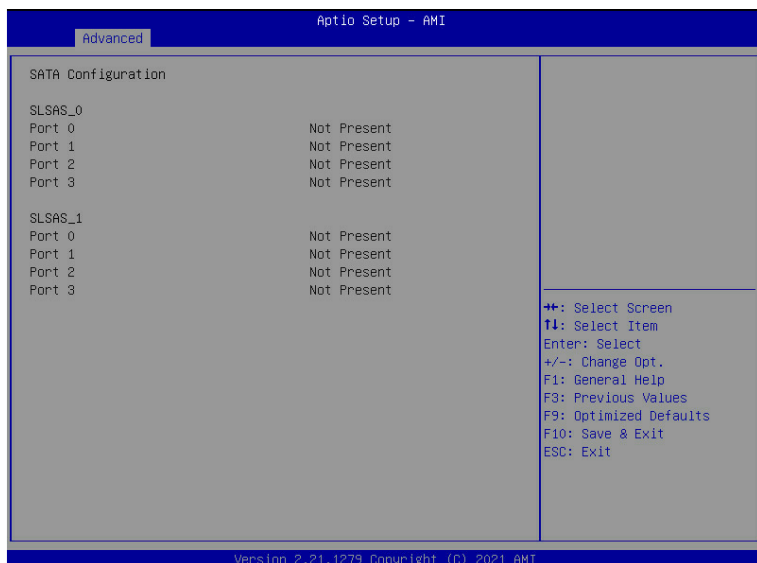 Aptio Setup – AMI
Advanced
SATA Configuration
SLSAS_0
Port 0 Not Present
Port 1 Not Present
Port 2 Not Present
Port 3 Not Present
SLSAS_1
Port 0 Not Present
Port 1 Not Present
Port 2 Not Present
Port 3 Not Present
→←: Select Screen
↑↓: Select Item
Enter: Select
+/-: Change Opt.
F1: General Help
F3: Previous Values
F9: Optimized Defaults
F10: Save & Exit
ESC: Exit
Version 2.21.1279 Copyright (C) 2021 AMI